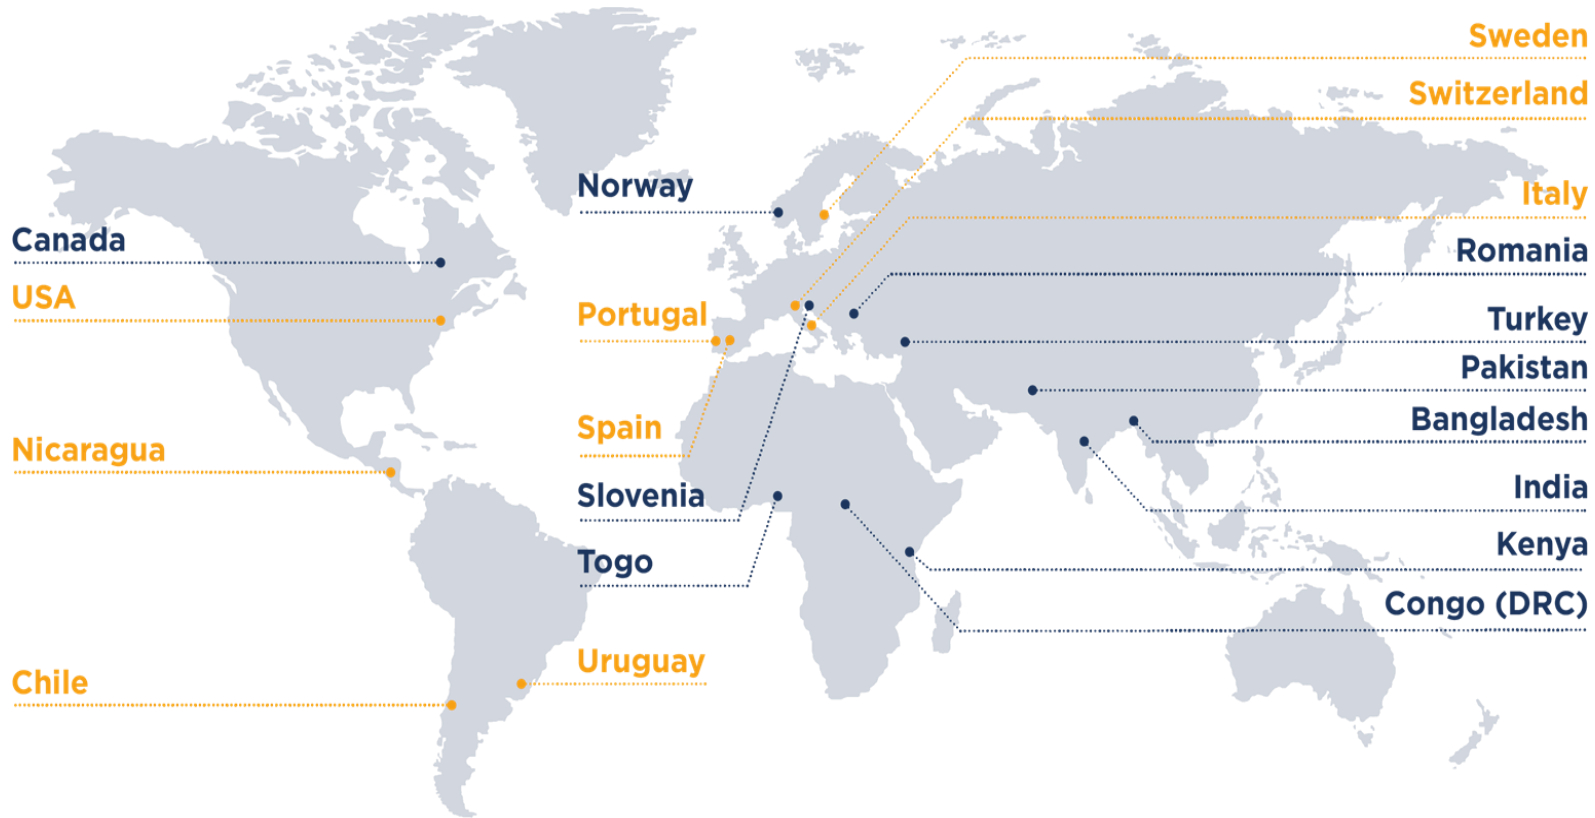 Sweden
Switzerland
Norway
Italy
Canada
Romania
USA
Portugal
Turkey
Pakistan
Spain
Bangladesh
Nicaragua
Slovenia
India
Togo
Kenya
Congo (DRC)
Uruguay
Chile